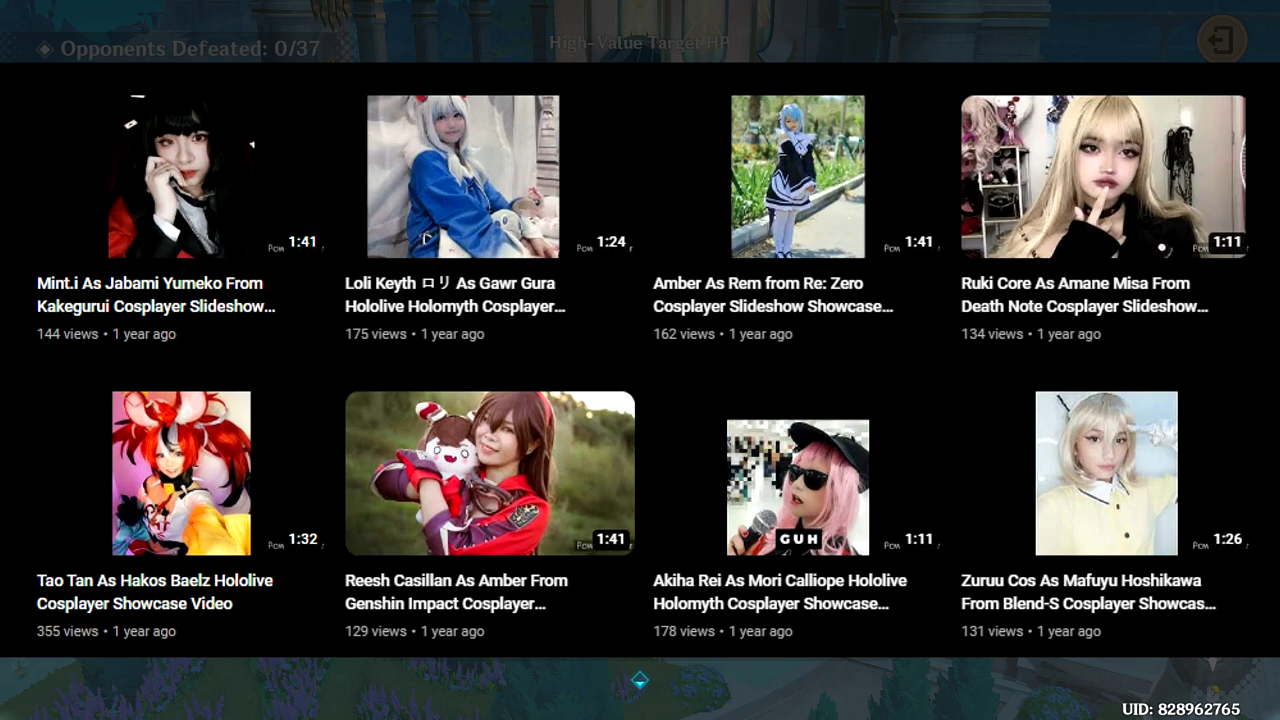 Opponents Defeated: 0/37
High-Value Target HP
1:41
1:24
1:41
1:11
Mint.i As Jabami Yumeko From
Kakegurui Cosplayer Slideshow...
144 views • 1 year ago
Loli Keyth ロリ As Gawr Gura
Hololive Holomyth Cosplayer...
175 views • 1 year ago
Amber As Rem from Re: Zero
Cosplayer Slideshow Showcase...
162 views • 1 year ago
Ruki Core As Amane Misa From
Death Note Cosplayer Slideshow...
134 views • 1 year ago
GUH
1:32
1:41
1:11
1:26
Tao Tan As Hakos Baelz Hololive
Cosplayer Showcase Video
355 views • 1 year ago
Reesh Casillan As Amber From
Genshin Impact Cosplayer...
129 views • 1 year ago
Akiha Rei As Mori Calliope Hololive
Holomyth Cosplayer Showcase...
178 views • 1 year ago
Zuruu Cos As Mafuyu Hoshikawa
From Blend-S Cosplayer Showcas...
131 views • 1 year ago
UID: 828962765